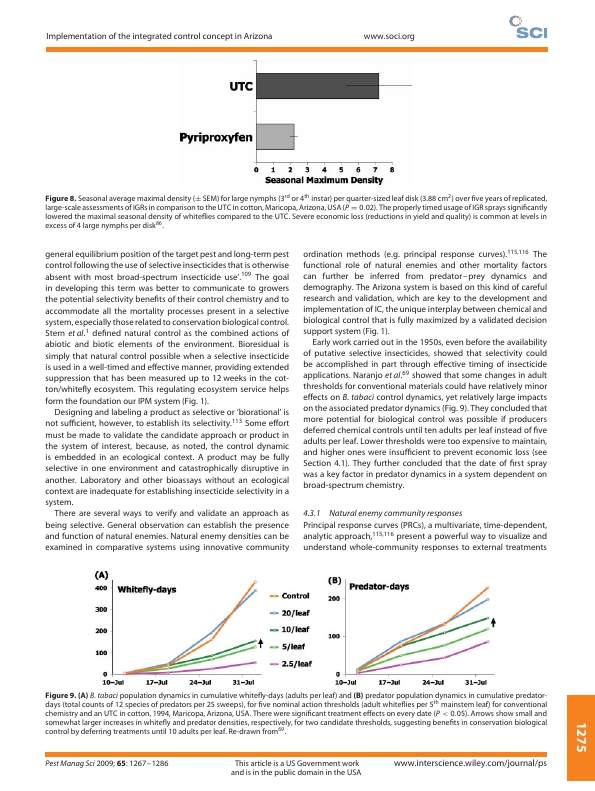 Implementation of the integrated control concept in Arizona
www.soci.org
SCI
UTC
Pyriproxyfen
0 1 2 3 4 5 6 7 8
Seasonal Maximum Density
Figure 8. Seasonal average maximal density (± SEM) for large nymphs (3rd or 4th instar) per quarter-sized leaf disk (3.88 cm2) over five years of replicated,
large-scale assessments of IGRs in comparison to the UTC in cotton, Maricopa, Arizona, USA (P = 0.02). The properly timed usage of IGR sprays significantly
lowered the maximal seasonal density of whiteflies compared to the UTC. Severe economic loss (reductions in yield and quality) is common at levels in
excess of 4 large nymphs per disk86.
general equilibrium position of the target pest and long-term pest
control following the use of selective insecticides that is otherwise
absent with most broad-spectrum insecticide use'.109 The goal
in developing this term was better to communicate to growers
the potential selectivity benefits of their control chemistry and to
accommodate all the mortality processes present in a selective
system, especially those related to conservation biological control.
Stern et al.1 defined natural control as the combined actions of
abiotic and biotic elements of the environment. Bioresidual is
simply that natural control possible when a selective insecticide
is used in a well-timed and effective manner, providing extended
suppression that has been measured up to 12 weeks in the cot-
ton/whitefly ecosystem. This regulating ecosystem service helps
form the foundation our IPM system (Fig. 1).
Designing and labeling a product as selective or 'biorational' is
not sufficient, however, to establish its selectivity.113 Some effort
must be made to validate the candidate approach or product in
the system of interest, because, as noted, the control dynamic
is embedded in an ecological context. A product may be fully
selective in one environment and catastrophically disruptive in
another. Laboratory and other bioassays without an ecological
context are inadequate for establishing insecticide selectivity in a
system.
There are several ways to verify and validate an approach as
being selective. General observation can establish the presence
and function of natural enemies. Natural enemy densities can be
examined in comparative systems using innovative community
ordination methods (e.g. principal response curves).115,116 The
functional role of natural enemies and other mortality factors
can further be inferred from predator–prey dynamics and
demography. The Arizona system is based on this kind of careful
research and validation, which are key to the development and
implementation of IC, the unique interplay between chemical and
biological control that is fully maximized by a validated decision
support system (Fig. 1).
Early work carried out in the 1950s, even before the availability
of putative selective insecticides, showed that selectivity could
be accomplished in part through effective timing of insecticide
applications. Naranjo et al.69 showed that some changes in adult
thresholds for conventional materials could have relatively minor
effects on B. tabaci control dynamics, yet relatively large impacts
on the associated predator dynamics (Fig. 9). They concluded that
more potential for biological control was possible if producers
deferred chemical controls until ten adults per leaf instead of five
adults per leaf. Lower thresholds were too expensive to maintain,
and higher ones were insufficient to prevent economic loss (see
Section 4.1). They further concluded that the date of first spray
was a key factor in predator dynamics in a system dependent on
broad-spectrum chemistry.
4.3.1 Natural enemy community responses
Principal response curves (PRCs), a multivariate, time-dependent,
analytic approach,115,116 present a powerful way to visualize and
understand whole-community responses to external treatments
(A)
Whitefly-days
400
300
200
100
0
10-Jul 17-Jul 24-Jul 31-Jul
Control
20/leaf
10/leaf
5/leaf
2.5/leaf
(B)
Predator-days
200
100
0
10-Jul 17-Jul 24-Jul 31-Jul
Figure 9. (A) B. tabaci population dynamics in cumulative whitefly-days (adults per leaf) and (B) predator population dynamics in cumulative predator-
days (total counts of 12 species of predators per 25 sweeps), for five nominal action thresholds (adult whiteflies per 5th mainstem leaf) for conventional
chemistry and an UTC in cotton, 1994, Maricopa, Arizona, USA. There were significant treatment effects on every date (P < 0.05). Arrows show small and
somewhat larger increases in whitefly and predator densities, respectively, for two candidate thresholds, suggesting benefits in conservation biological
control by deferring treatments until 10 adults per leaf. Re-drawn from69.
1275
Pest Manag Sci 2009; 65: 1267–1286
This article is a US Government work
and is in the public domain in the USA
www.interscience.wiley.com/journal/ps